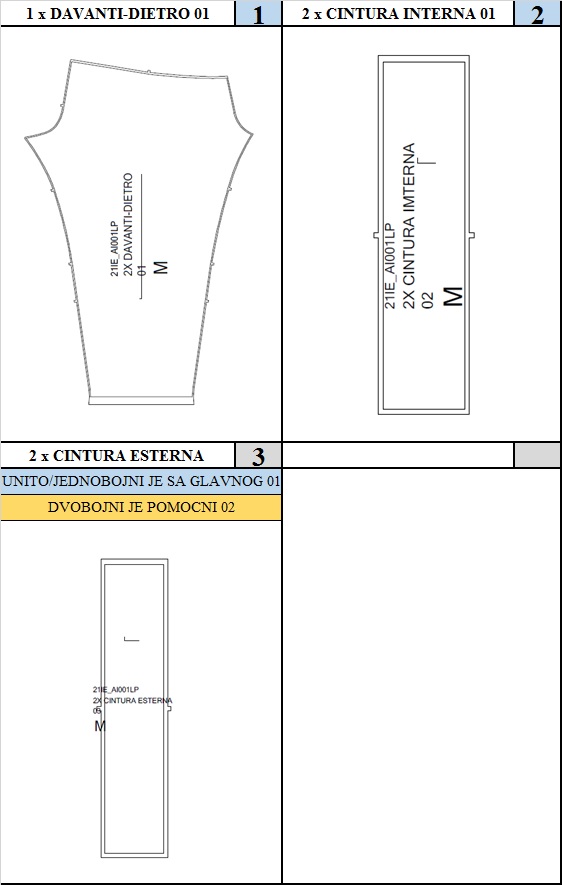 1 x DAVANTI-DIETRO 01
1
2 x CINTURA INTERNA 01
2
21IE_AI001LP
2X DAVANTI-DIETRO
01
M
21IE_AI001LP
2X CINTURA IMTERNA
02
M
2 x CINTURA ESTERNA
3
UNITO/JEDNOBOJNI JE SA GLAVNOG 01
DVOBOJNI JE POMOCNI 02
21IE_AI001LP
2X CINTURA ESTERNA
M